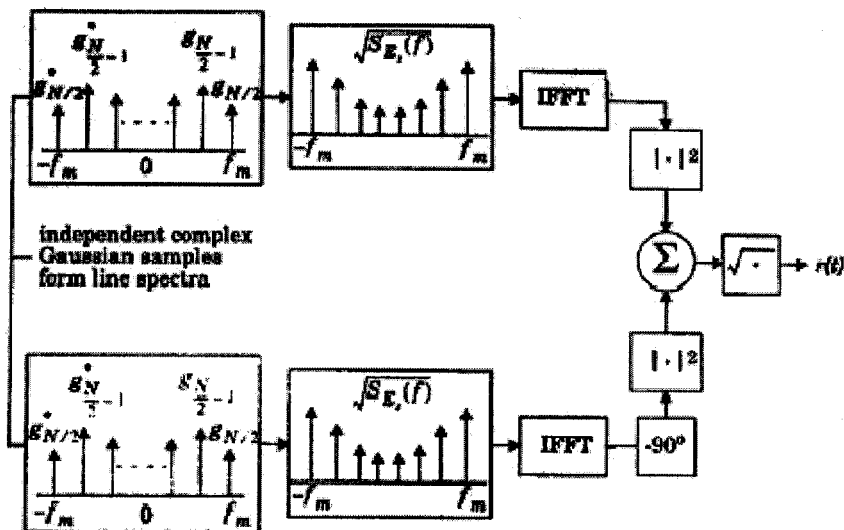 g*N/2−1 gN/2−1
g*N/2 gN/2
−fm 0 fm
√SEz(f)
−fm fm
IFFT
| · |²
independent complex
Gaussian samples
form line spectra
Σ
√·
r(t)
g*N/2−1 gN/2−1
g*N/2 gN/2
−fm 0 fm
√SEz(f)
−fm fm
IFFT
-90°
| · |²